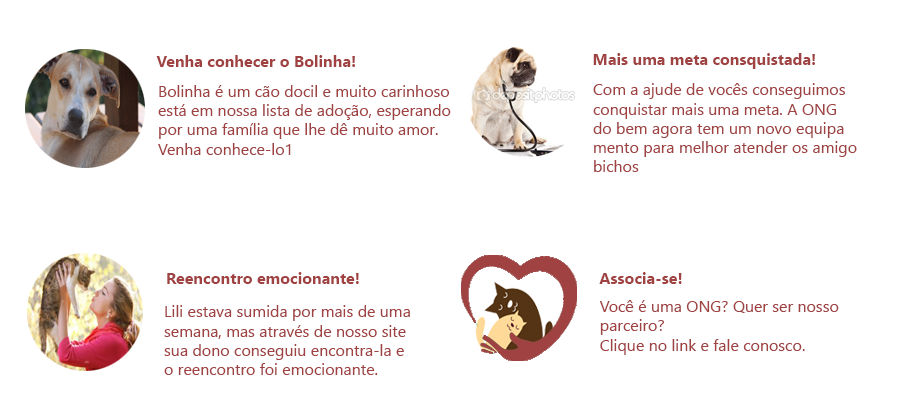 Venha conhecer o Bolinha!
Bolinha é um cão docil e muito carinhoso
está em nossa lista de adoção, esperando
por uma família que lhe dê muito amor.
Venha conhece-lo1
Mais uma meta consquistada!
Com a ajude de vocês conseguimos
conquistar mais uma meta. A ONG
do bem agora tem um novo equipa
mento para melhor atender os amigo
bichos
Reencontro emocionante!
Lili estava sumida por mais de uma
semana, mas através de nosso site
sua dono conseguiu encontra-la e
o reencontro foi emocionante.
Associa-se!
Você é uma ONG? Quer ser nosso
parceiro?
Clique no link e fale conosco.